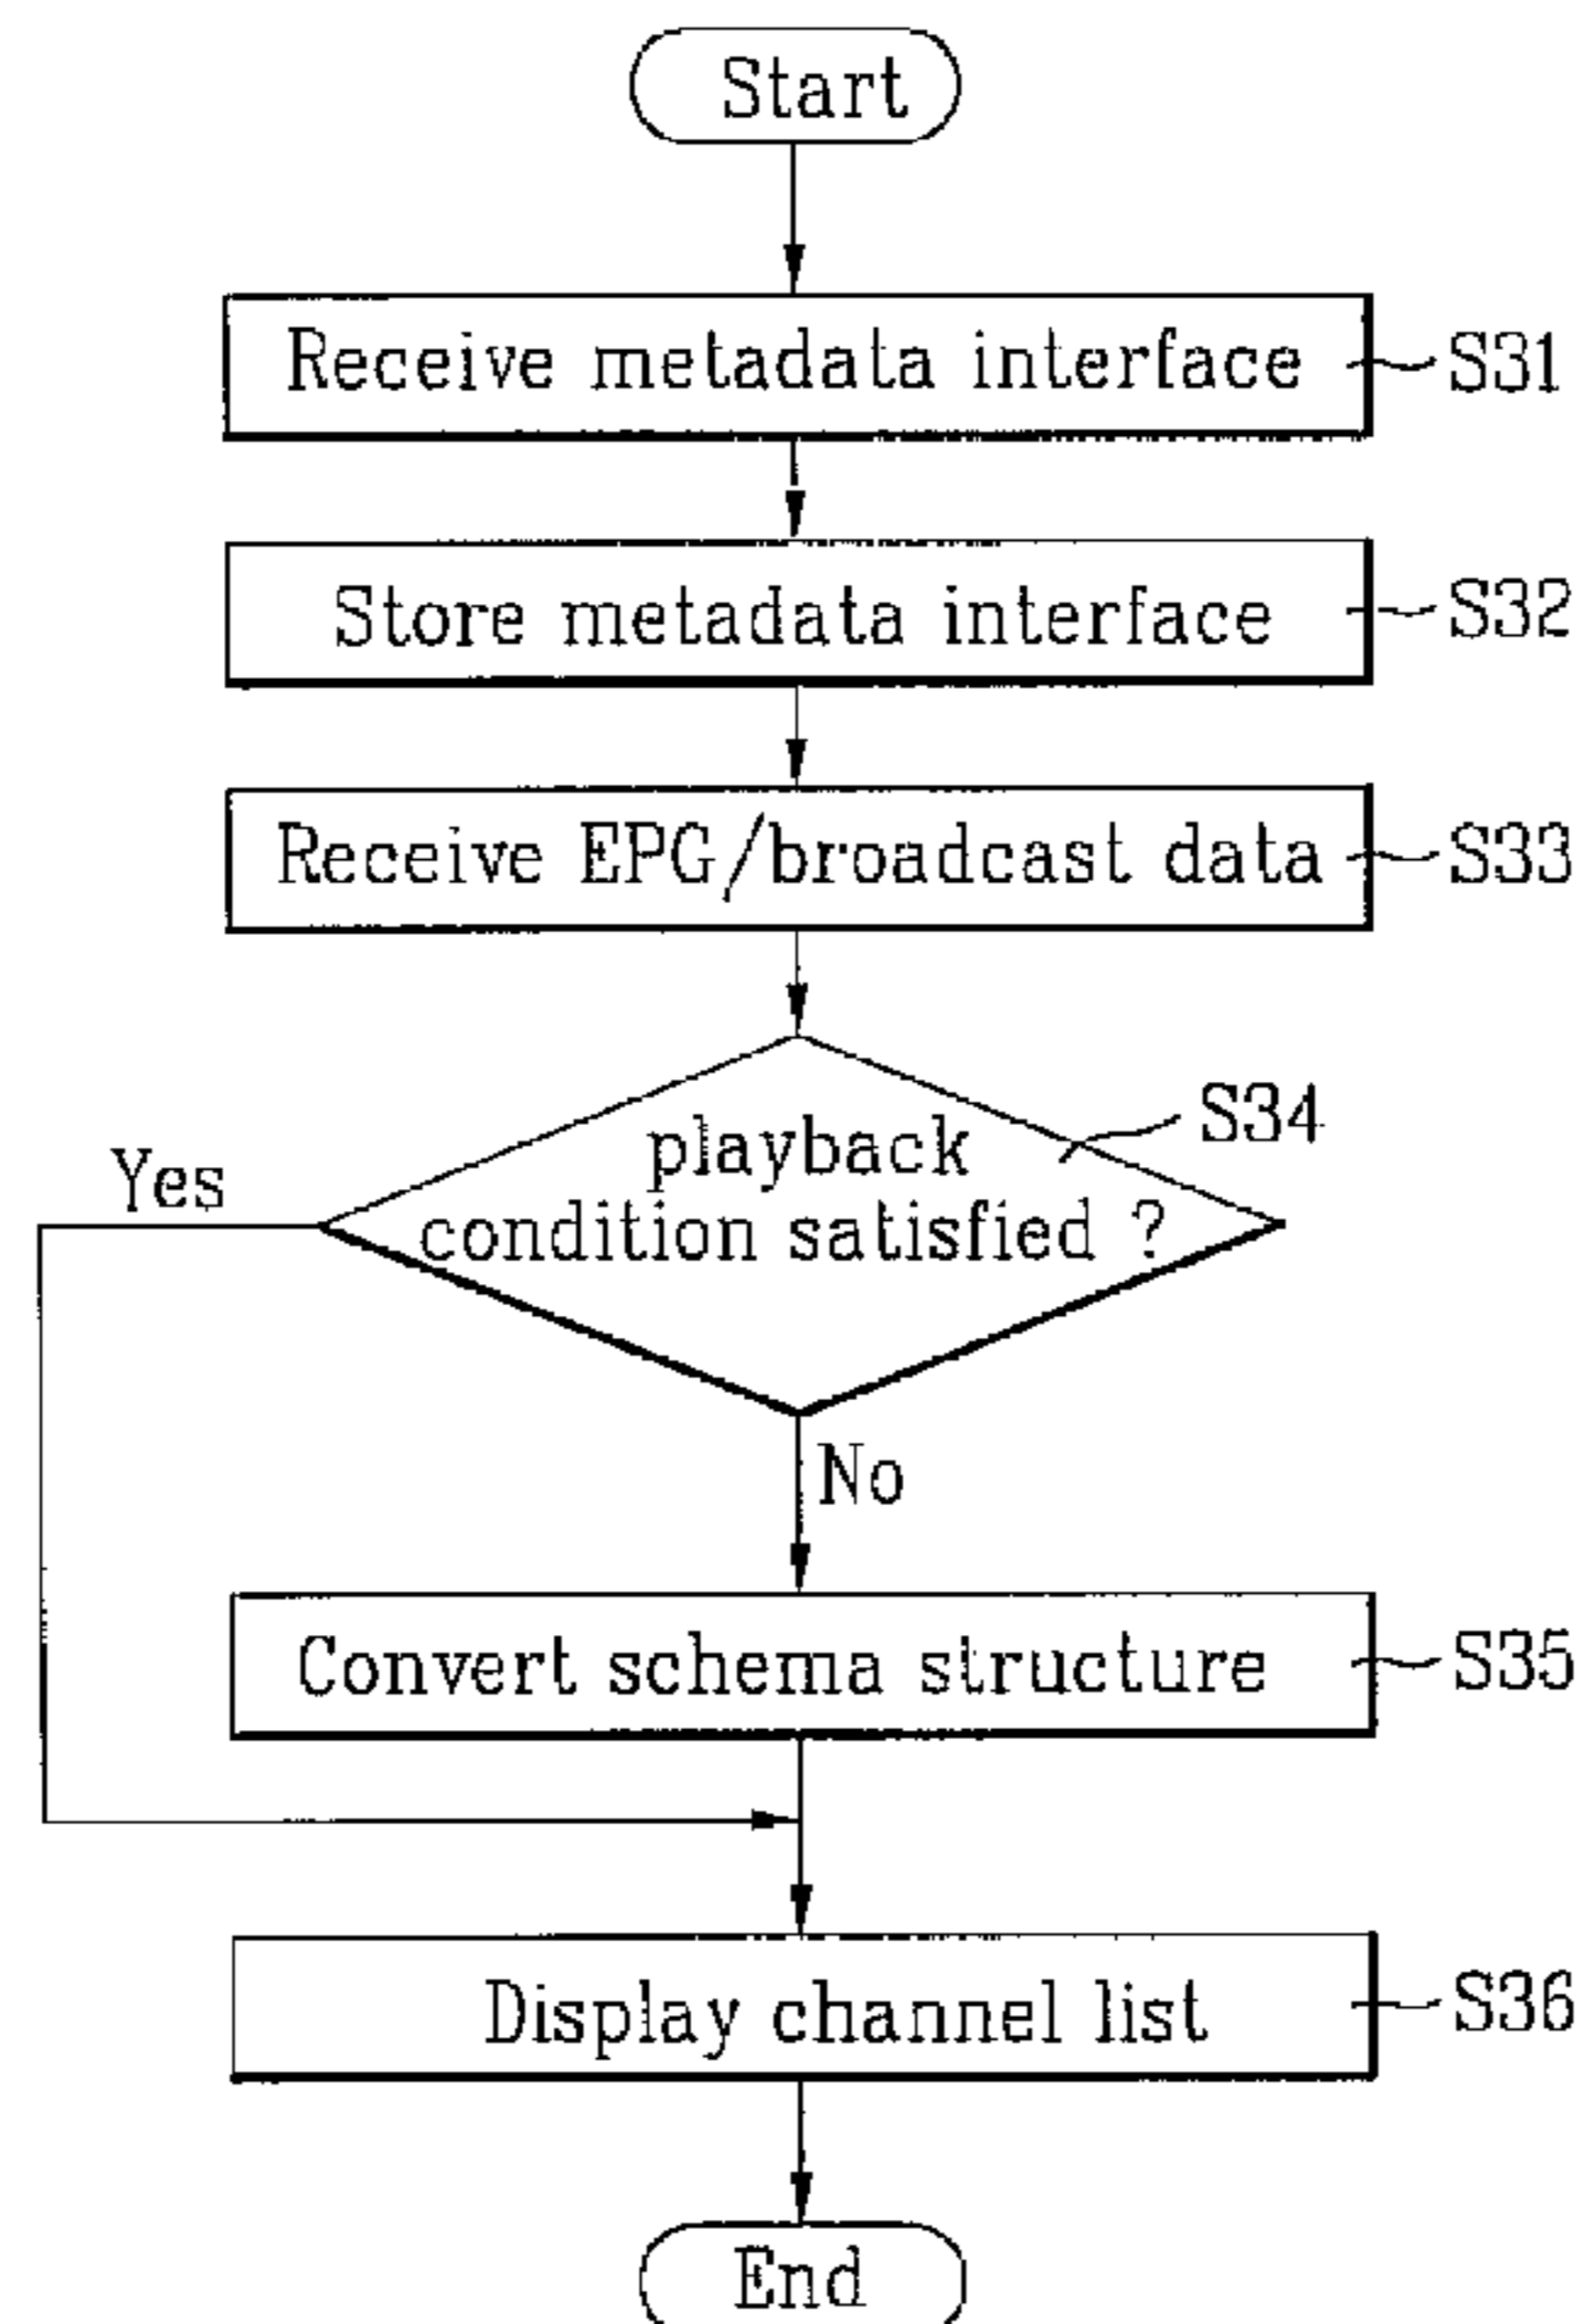 Start
Receive metadata interface
S31
Store metadata interface
S32
Receive EPG/broadcast data
S33
S34
playback
condition satisfied ?
Yes
No
Convert schema structure
S35
Display channel list
S36
End